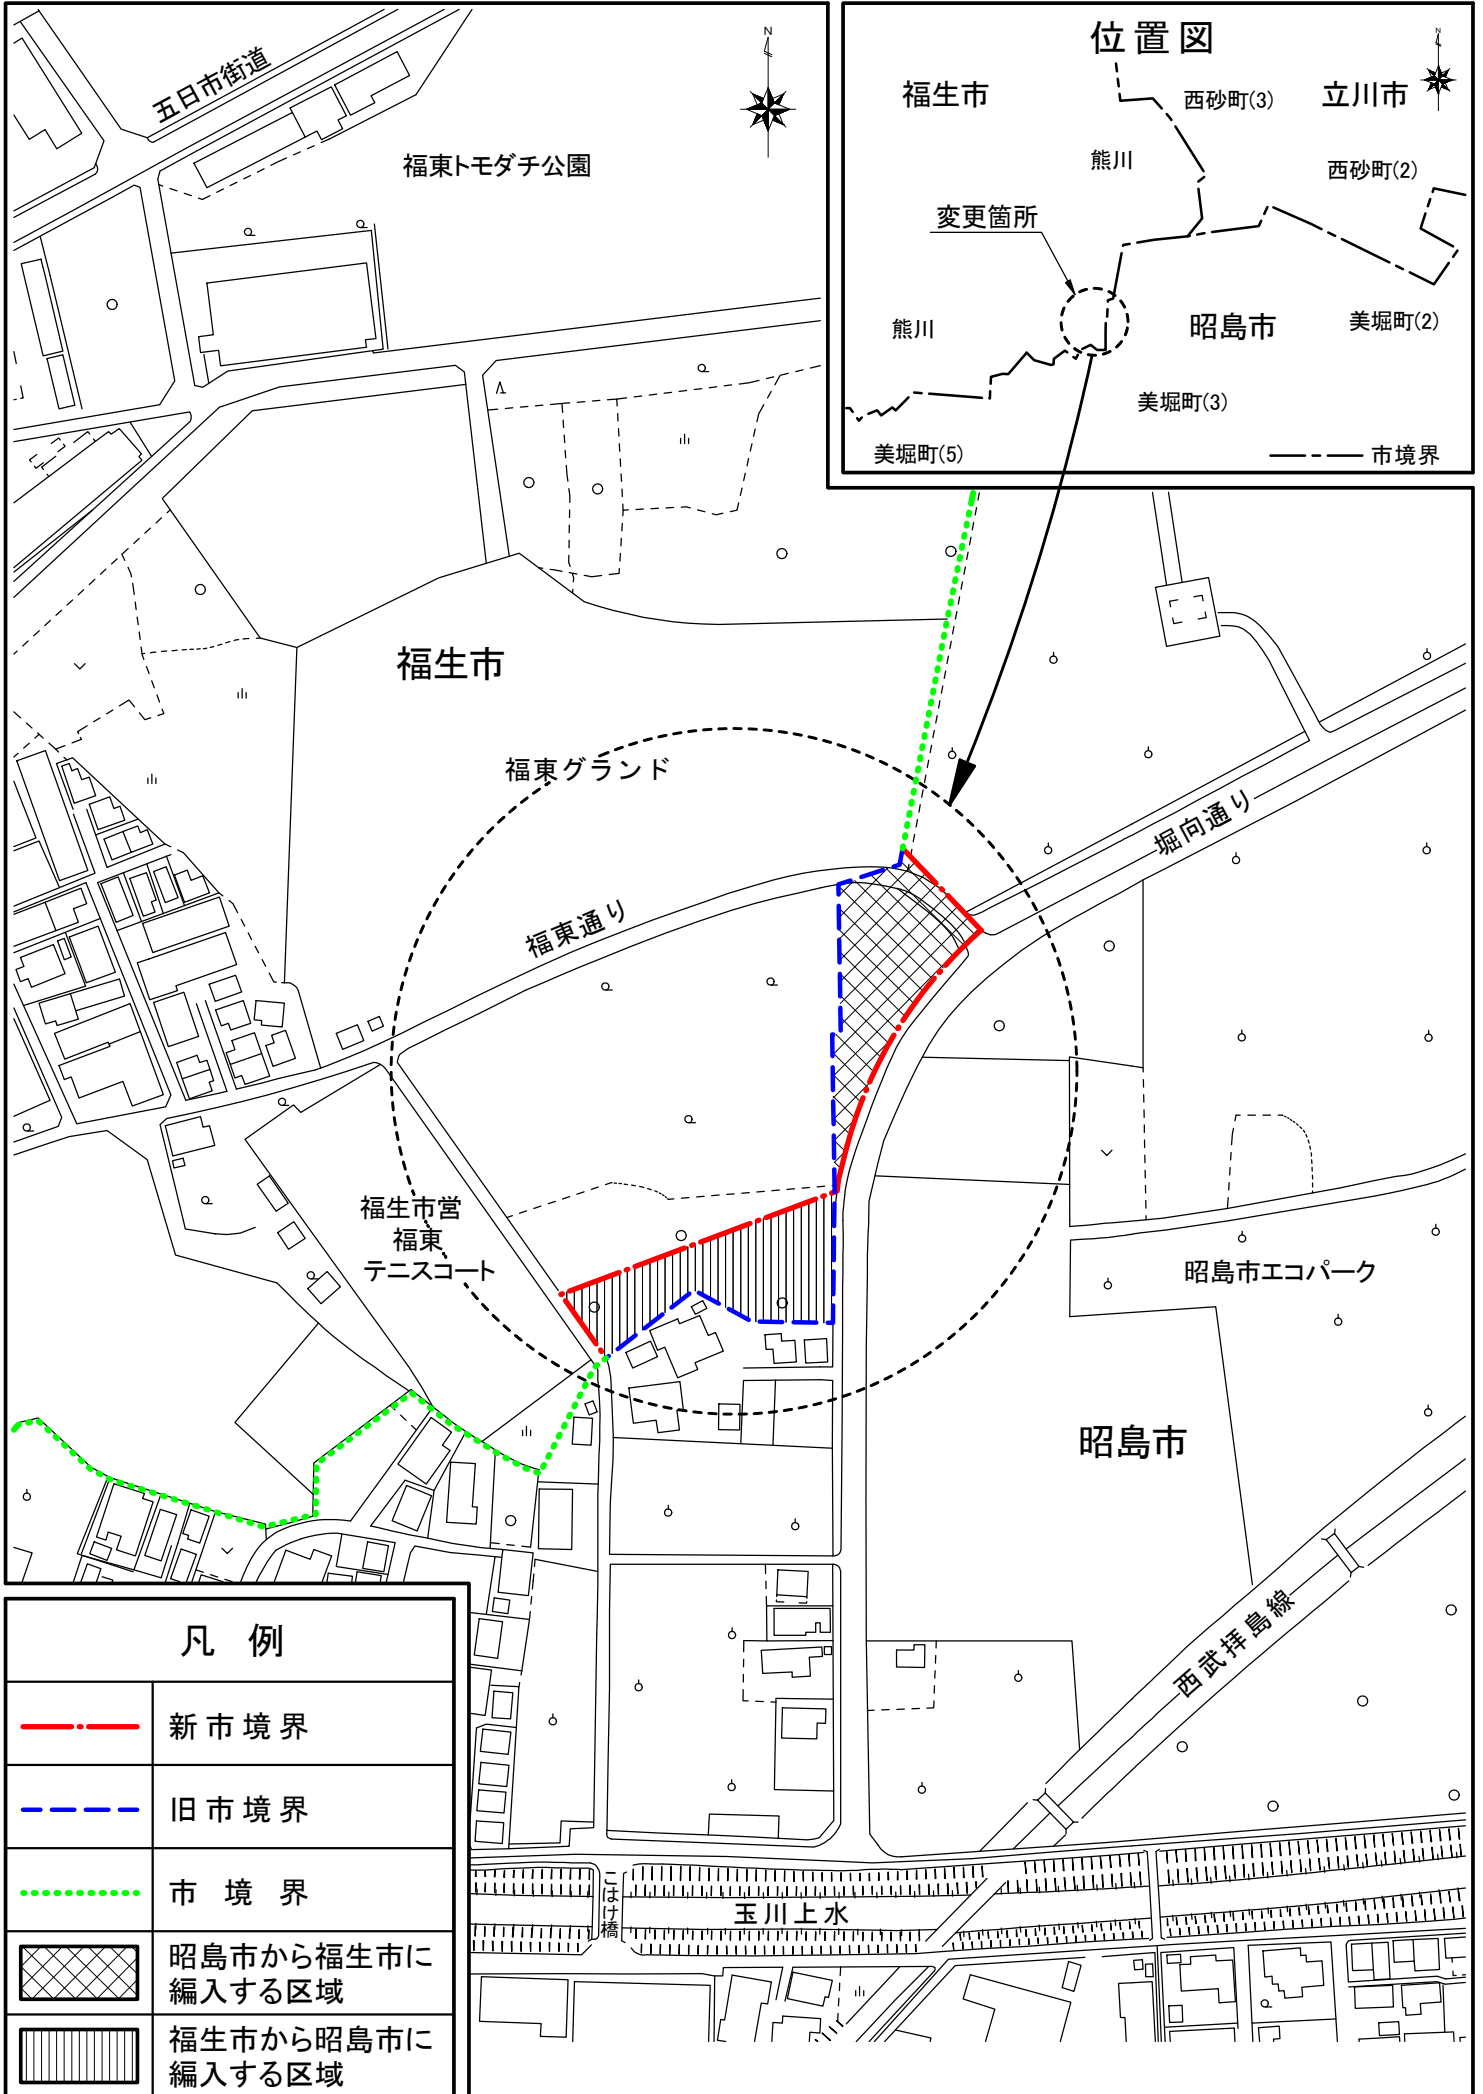 五日市街道
福東トモダチ公園
N
位置図
N
福生市
西砂町(3)
立川市
熊川
西砂町(2)
変更箇所
熊川
昭島市
美堀町(2)
美堀町(3)
美堀町(5)
市境界
福生市
福東グランド
堀向通り
福東通り
福生市営
福東
テニスコート
昭島市エコパーク
昭島市
西武拝島線
こはけ橋
玉川上水
凡 例
新市境界
旧市境界
市 境 界
昭島市から福生市に
編入する区域
福生市から昭島市に
編入する区域